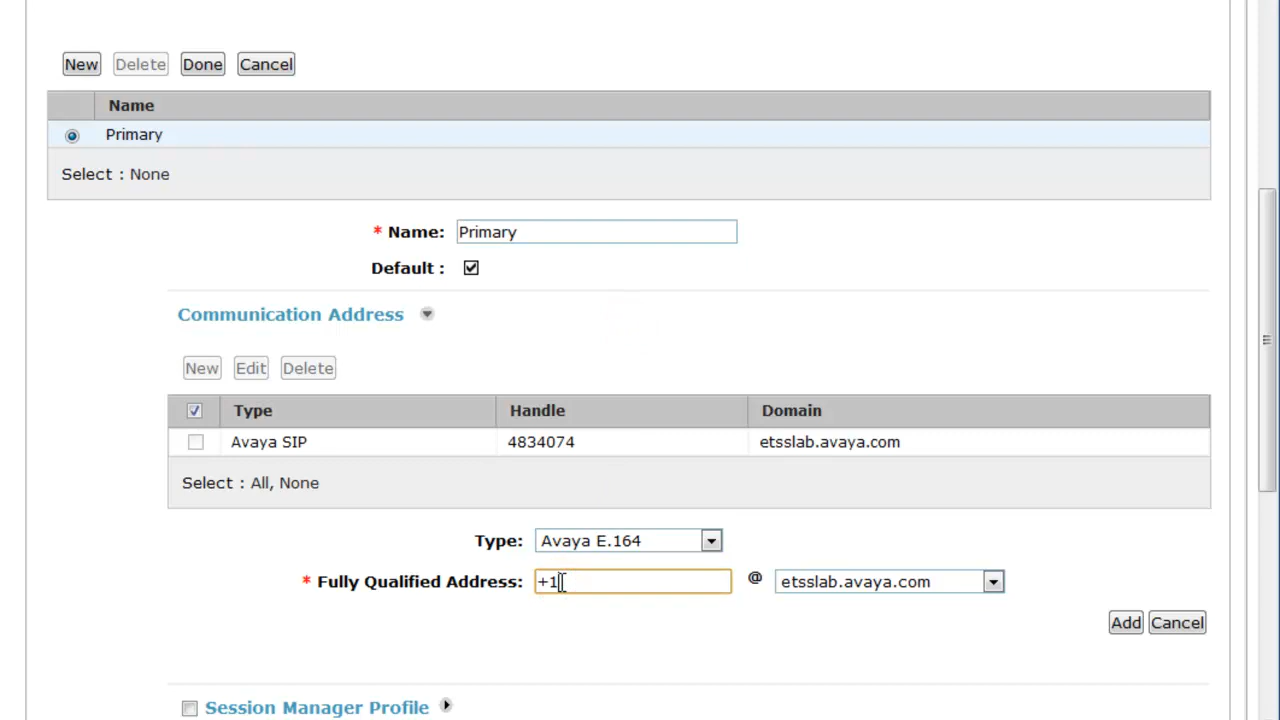 New Delete Done Cancel
Name
Primary
Select : None
* Name: Primary
Default :
Communication Address
New Edit Delete
Type Handle Domain
Avaya SIP 4834074 etsslab.avaya.com
Select : All, None
Type: Avaya E.164
* Fully Qualified Address: +1 @ etsslab.avaya.com
Add Cancel
Session Manager Profile